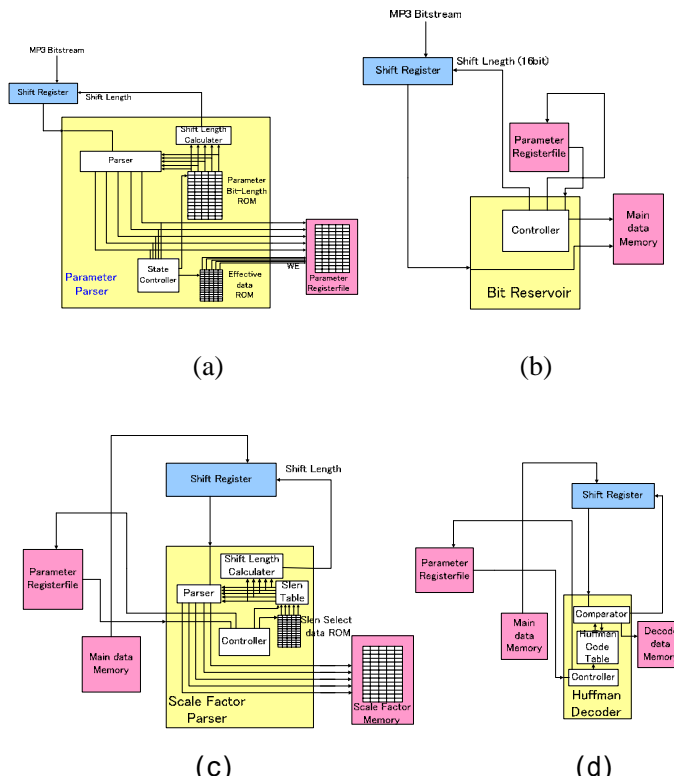 MP3 Bitstream
Shift Register
Shift Length
Shift Length
Calculater
Parser
Parameter
Bit-Length
ROM
State
Controller
Effective
data
ROM
WE
Parameter
Registerfile
Parameter
Parser
(a)
MP3 Bitstream
Shift Register
Shift Lnegth (16bit)
Parameter
Registerfile
Controller
Main
data
Memory
Bit Reservoir
(b)
Shift Register
Shift Length
Parameter
Registerfile
Main data
Memory
Shift Length
Calculater
Parser
Slen
Table
Controller
Slen Select
data ROM
Scale Factor
Parser
Scale Factor
Memory
(c)
Shift Register
Parameter
Registerfile
Main
data
Memory
Comparator
Huffman
Code
Table
Controller
Decode
data
Memory
Huffman
Decoder
(d)